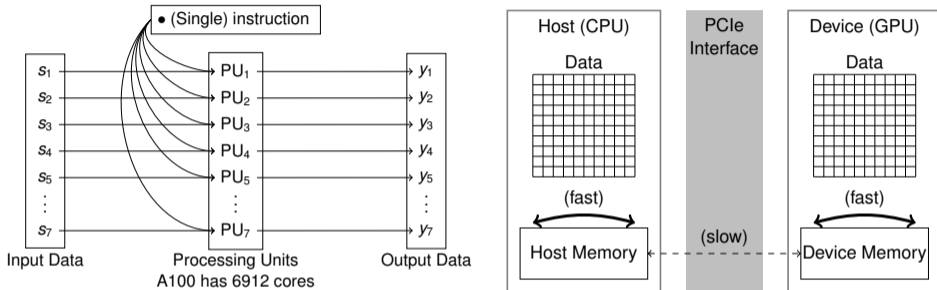 • (Single) instruction
s1 PU1 y1
s2 PU2 y2
s3 PU3 y3
s4 PU4 y4
s5 PU5 y5
⋮ ⋮ ⋮
s7 PU7 y7
Input Data Processing Units Output Data
A100 has 6912 cores
Host (CPU)
Data
(fast)
Host Memory
PCIe
Interface
(slow)
Device (GPU)
Data
(fast)
Device Memory